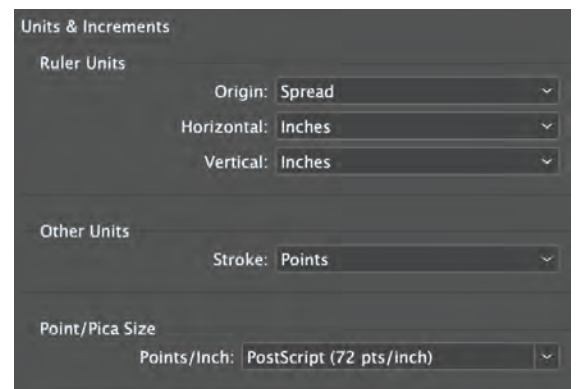 Units & Increments
Ruler Units
Origin: Spread
Horizontal: Inches
Vertical: Inches
Other Units
Stroke: Points
Point/Pica Size
Points/Inch: PostScript (72 pts/inch)